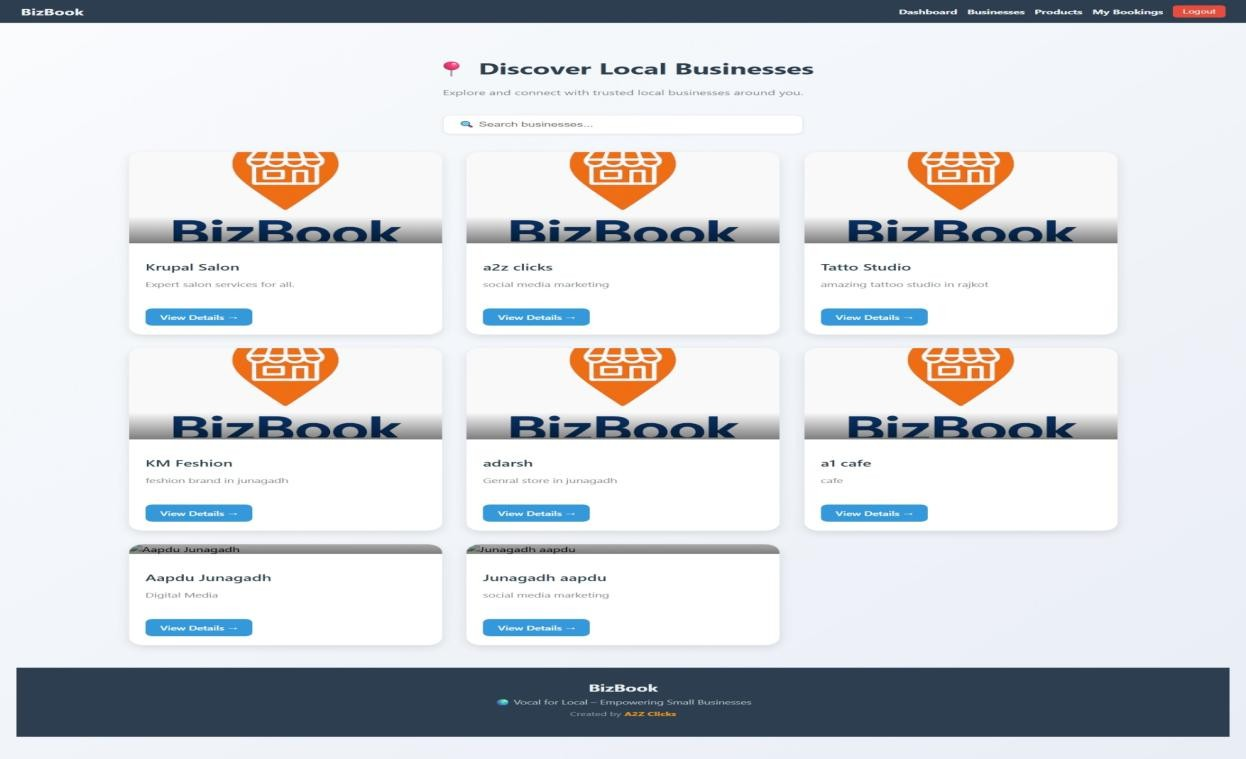 BizBook
Dashboard Businesses Products My Bookings Logout
Discover Local Businesses
Explore and connect with trusted local businesses around you.
Search businesses...
BizBook BizBook BizBook
Krupal Salon a2z clicks Tatto Studio
Expert salon services for all. social media marketing amazing tattoo studio in rajkot
View Details → View Details → View Details →
BizBook BizBook BizBook
KM Feshion adarsh a1 cafe
feshion brand in junagadh Genral store in junagadh cafe
View Details → View Details → View Details →
Aapdu Junagadh Junagadh aapdu
Aapdu Junagadh Junagadh aapdu
Digital Media social media marketing
View Details → View Details →
BizBook
Vocal for Local – Empowering Small Businesses
Created by A2Z Clicks